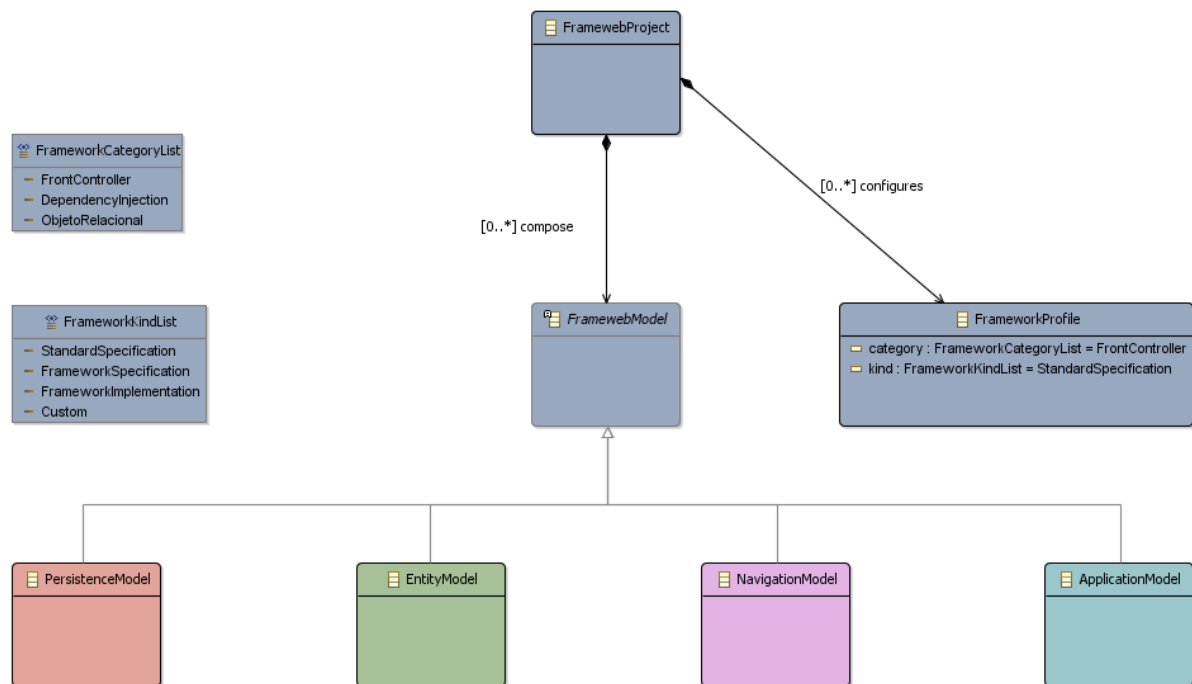 FramewebProject
FrameworkCategoryList
FrontController
DependencyInjection
ObjetoRelacional
[0..*] configures
[0..*] compose
FrameworkKindList
StandardSpecification
FrameworkSpecification
FrameworkImplementation
Custom
FramewebModel
FrameworkProfile
category : FrameworkCategoryList = FrontController
kind : FrameworkKindList = StandardSpecification
PersistenceModel
EntityModel
NavigationModel
ApplicationModel